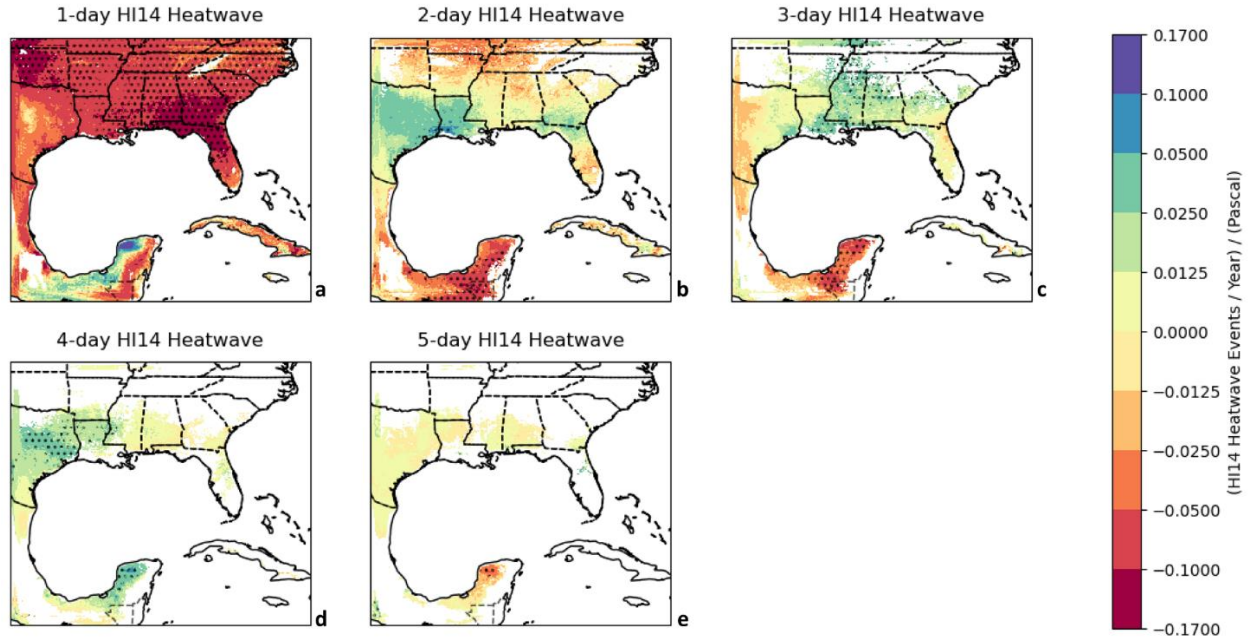 1-day HI14 Heatwave
2-day HI14 Heatwave
3-day HI14 Heatwave
a
b
c
4-day HI14 Heatwave
5-day HI14 Heatwave
d
e
0.1700
0.1000
0.0500
0.0250
0.0125
0.0000
−0.0125
−0.0250
−0.0500
−0.1000
−0.1700
(HI14 Heatwave Events / Year) / (Pascal)